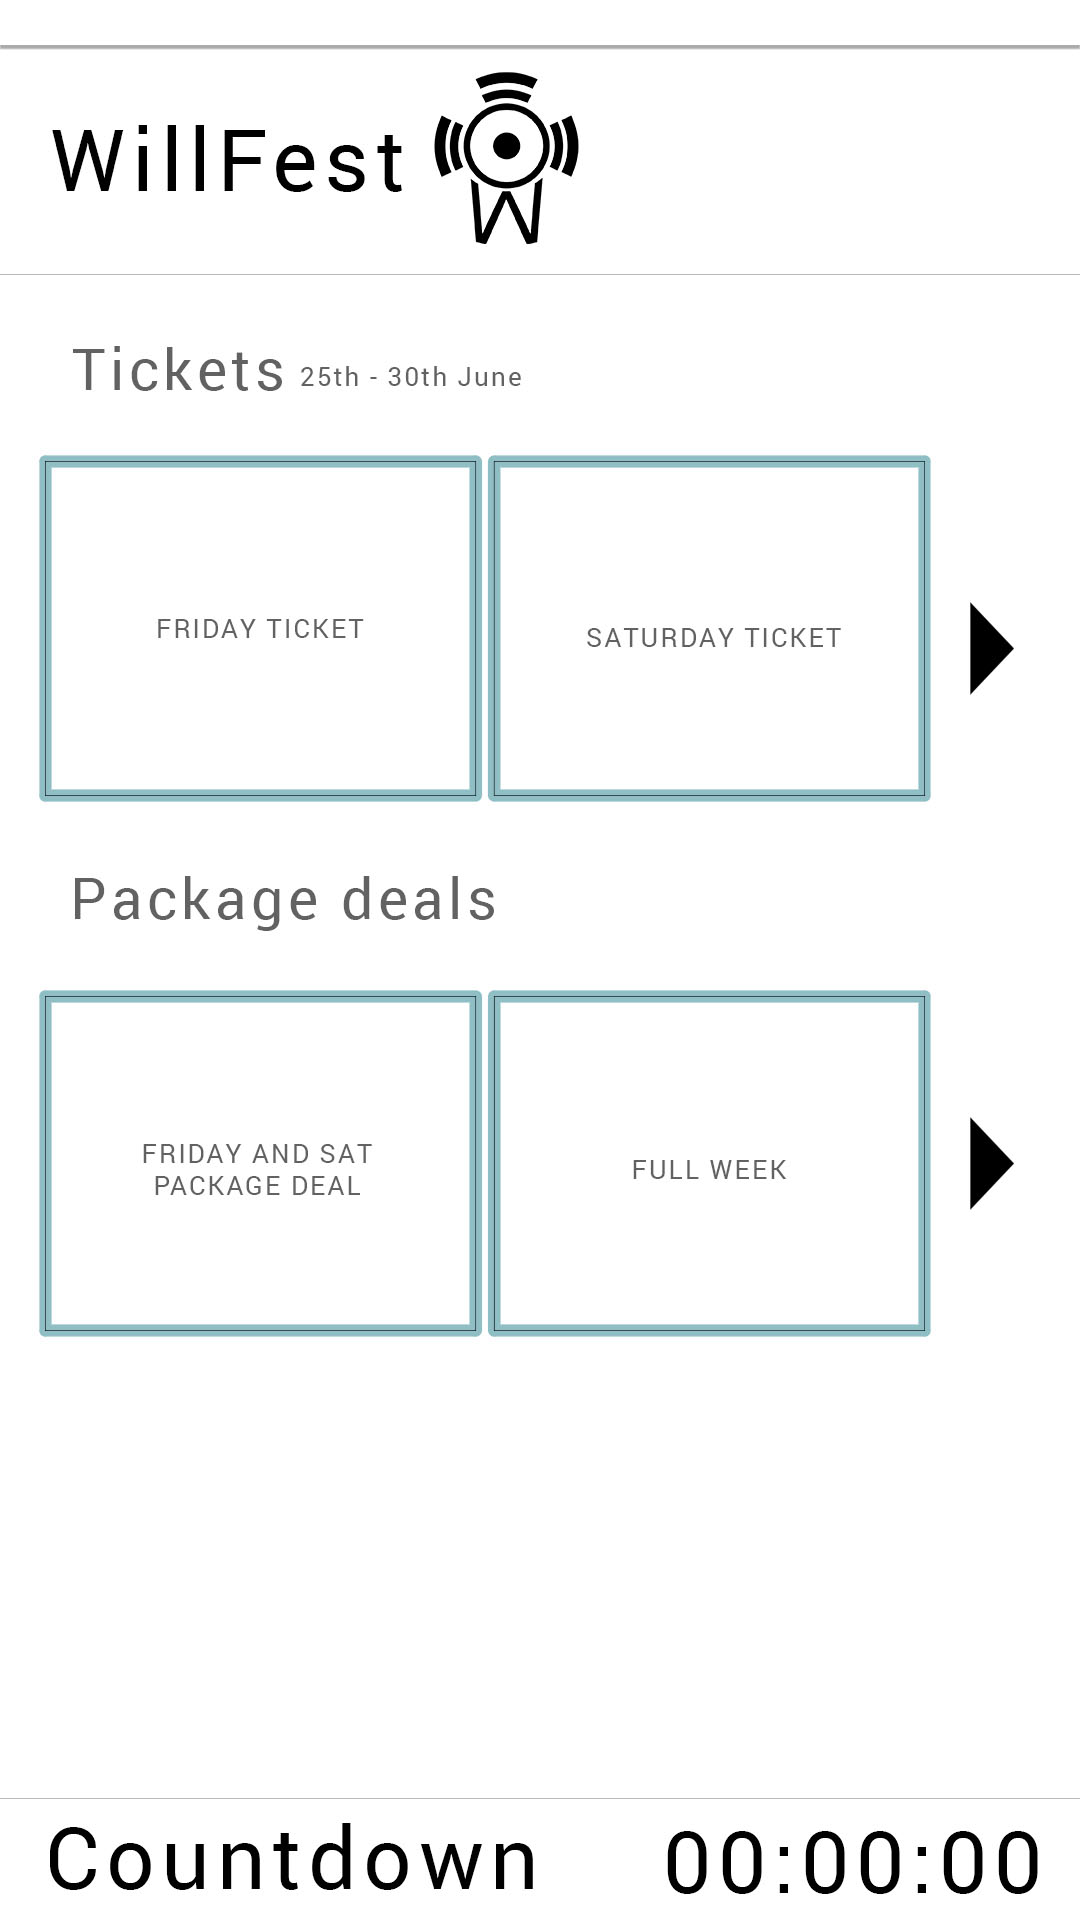 WillFest
Tickets 25th - 30th June
FRIDAY TICKET
SATURDAY TICKET
Package deals
FRIDAY AND SAT
PACKAGE DEAL
FULL WEEK
Countdown 00:00:00